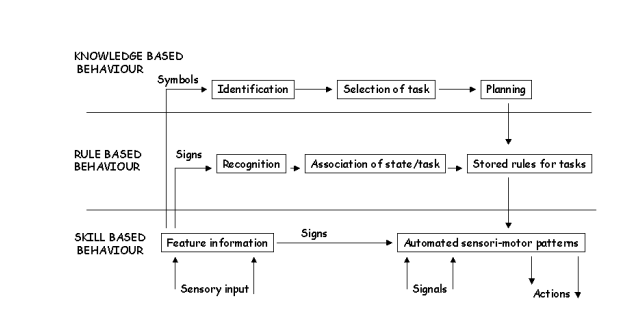 KNOWLEDGE BASED
BEHAVIOUR
Symbols
Identification
Selection of task
Planning
RULE BASED
BEHAVIOUR
Signs
Recognition
Association of state/task
Stored rules for tasks
SKILL BASED
BEHAVIOUR
Feature information
Signs
Automated sensori-motor patterns
Sensory input
Signals
Actions